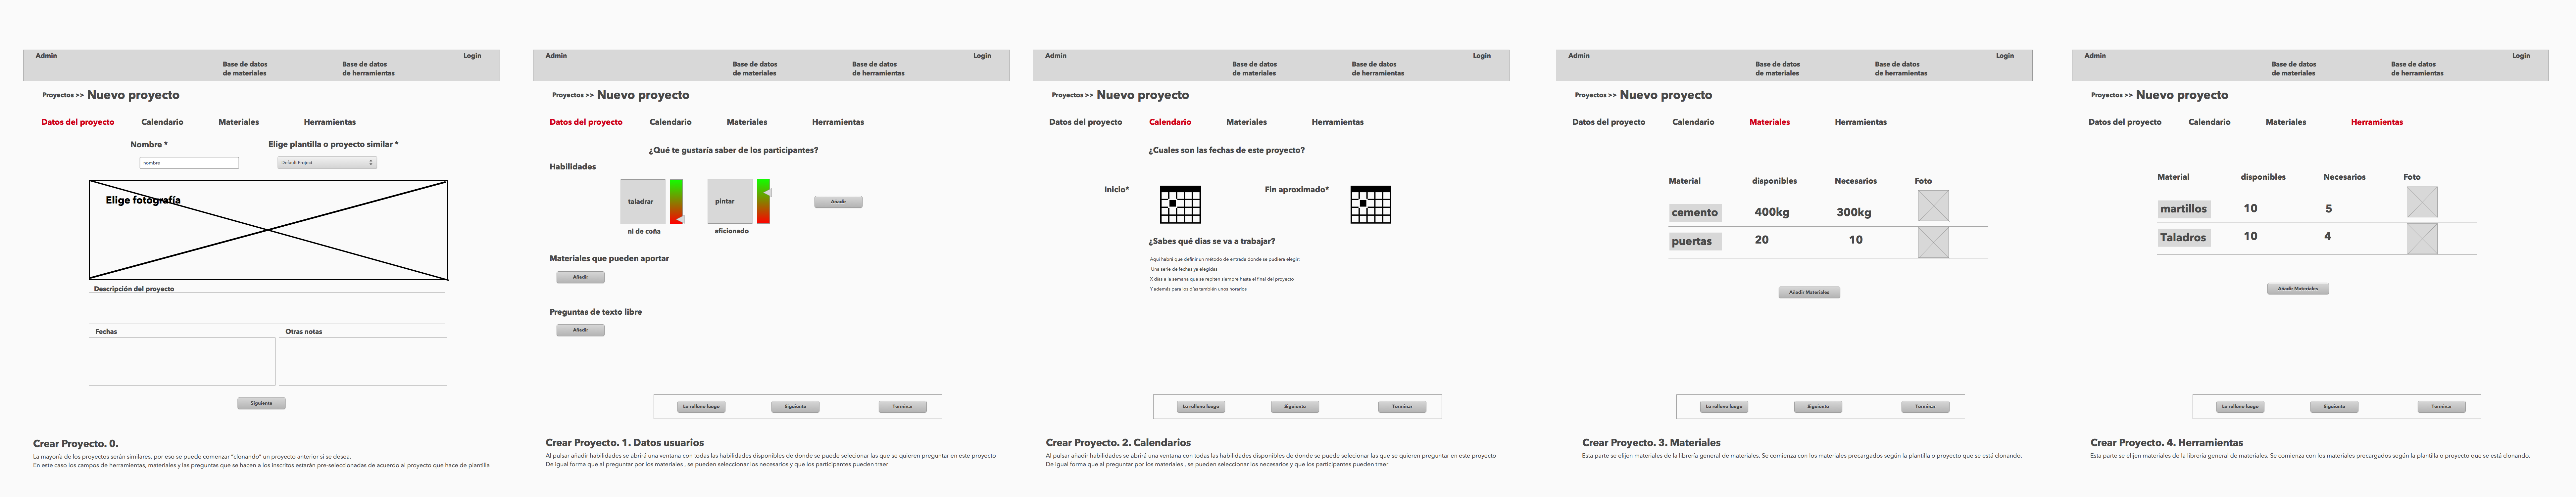 Admin
Login
Base de datos
de materiales
Base de datos
de herramientas
Proyectos >> Nuevo proyecto
Datos del proyecto
Calendario
Materiales
Herramientas
Nombre *
Elige plantilla o proyecto similar *
nombre
Default Project
Elige fotografía
Descripción del proyecto
Fechas
Otras notas
Siguiente
Crear Proyecto. 0.
La mayoría de los proyectos serán similares, por eso se puede comenzar "clonando" un proyecto anterior si se desea.
En este caso los campos de herramientas, materiales y las preguntas que se hacen a los inscritos estarán pre-seleccionadas de acuerdo al proyecto que hace de plantilla
Admin
Login
Base de datos
de materiales
Base de datos
de herramientas
Proyectos >> Nuevo proyecto
Datos del proyecto
Calendario
Materiales
Herramientas
¿Qué te gustaría saber de los participantes?
Habilidades
taladrar
pintar
Añadir
ni de coña
aficionado
Materiales que pueden aportar
Añadir
Preguntas de texto libre
Añadir
Lo relleno luego
Siguiente
Terminar
Crear Proyecto. 1. Datos usuarios
Al pulsar añadir habilidades se abrirá una ventana con todas las habilidades disponibles de donde se puede selecionar las que se quieren preguntar en este proyecto
De igual forma que al preguntar por los materiales , se pueden seleccionar los necesarios y que los participantes pueden traer
Admin
Login
Base de datos
de materiales
Base de datos
de herramientas
Proyectos >> Nuevo proyecto
Datos del proyecto
Calendario
Materiales
Herramientas
¿Cuales son las fechas de este proyecto?
Inicio*
Fin aproximado*
¿Sabes qué dias se va a trabajar?
Aquí habrá que definir un método de entrada donde se pudiera elegir:
Una serie de fechas ya elegidas
X días a la semana que se repiten siempre hasta el final del proyecto
Y además para los días también unos horarios
Lo relleno luego
Siguiente
Terminar
Crear Proyecto. 2. Calendarios
Al pulsar añadir habilidades se abrirá una ventana con todas las habilidades disponibles de donde se puede selecionar las que se quieren preguntar en este proyecto
De igual forma que al preguntar por los materiales , se pueden seleccionar los necesarios y que los participantes pueden traer
Admin
Login
Base de datos
de materiales
Base de datos
de herramientas
Proyectos >> Nuevo proyecto
Datos del proyecto
Calendario
Materiales
Herramientas
Material
disponibles
Necesarios
Foto
cemento
400kg
300kg
puertas
20
10
Añadir Materiales
Lo relleno luego
Siguiente
Terminar
Crear Proyecto. 3. Materiales
Esta parte se elijen materiales de la librería general de materiales. Se comienza con los materiales precargados según la plantilla o proyecto que se está clonando.
Admin
Login
Base de datos
de materiales
Base de datos
de herramientas
Proyectos >> Nuevo proyecto
Datos del proyecto
Calendario
Materiales
Herramientas
Material
disponibles
Necesarios
Foto
martillos
10
5
Taladros
10
4
Añadir Materiales
Lo relleno luego
Siguiente
Terminar
Crear Proyecto. 4. Herramientas
Esta parte se elijen materiales de la librería general de materiales. Se comienza con los materiales precargados según la plantilla o proyecto que se está clonando.